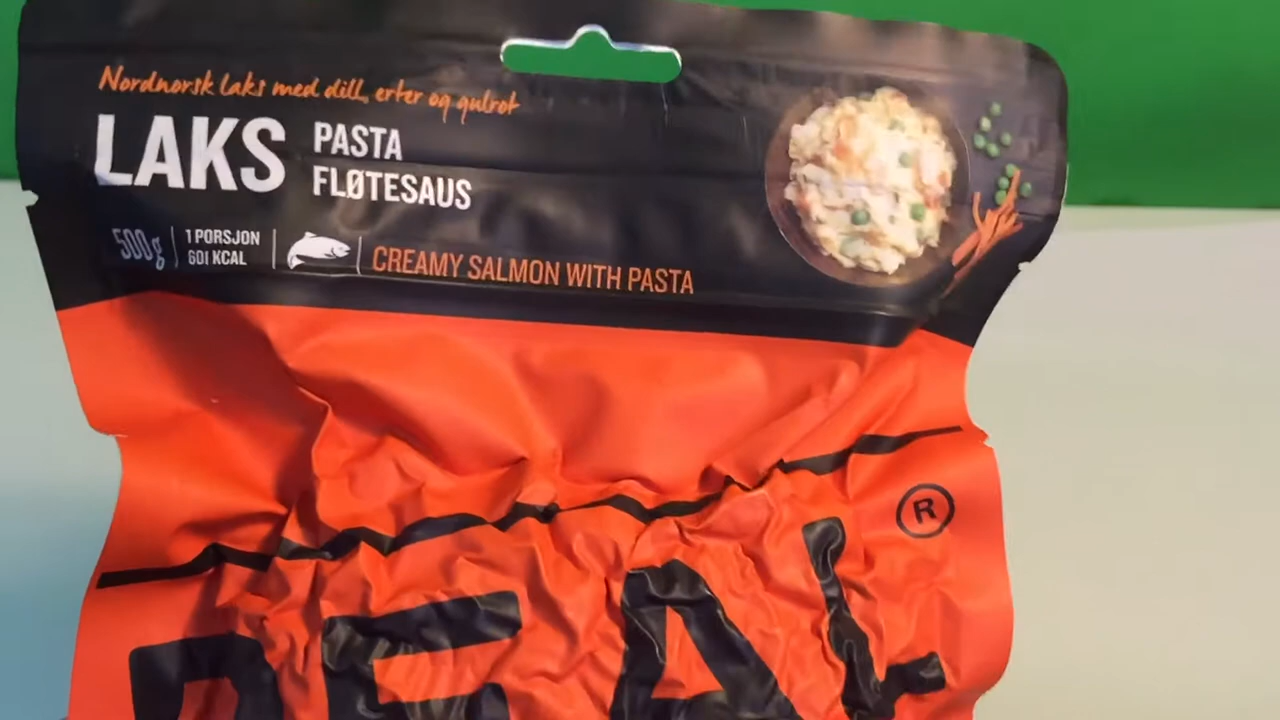 Nordnorsk laks med dill, erter og gulrot
LAKS
PASTA
FLØTESAUS
500g
1 PORSJON
601 KCAL
CREAMY SALMON WITH PASTA
®
REAL